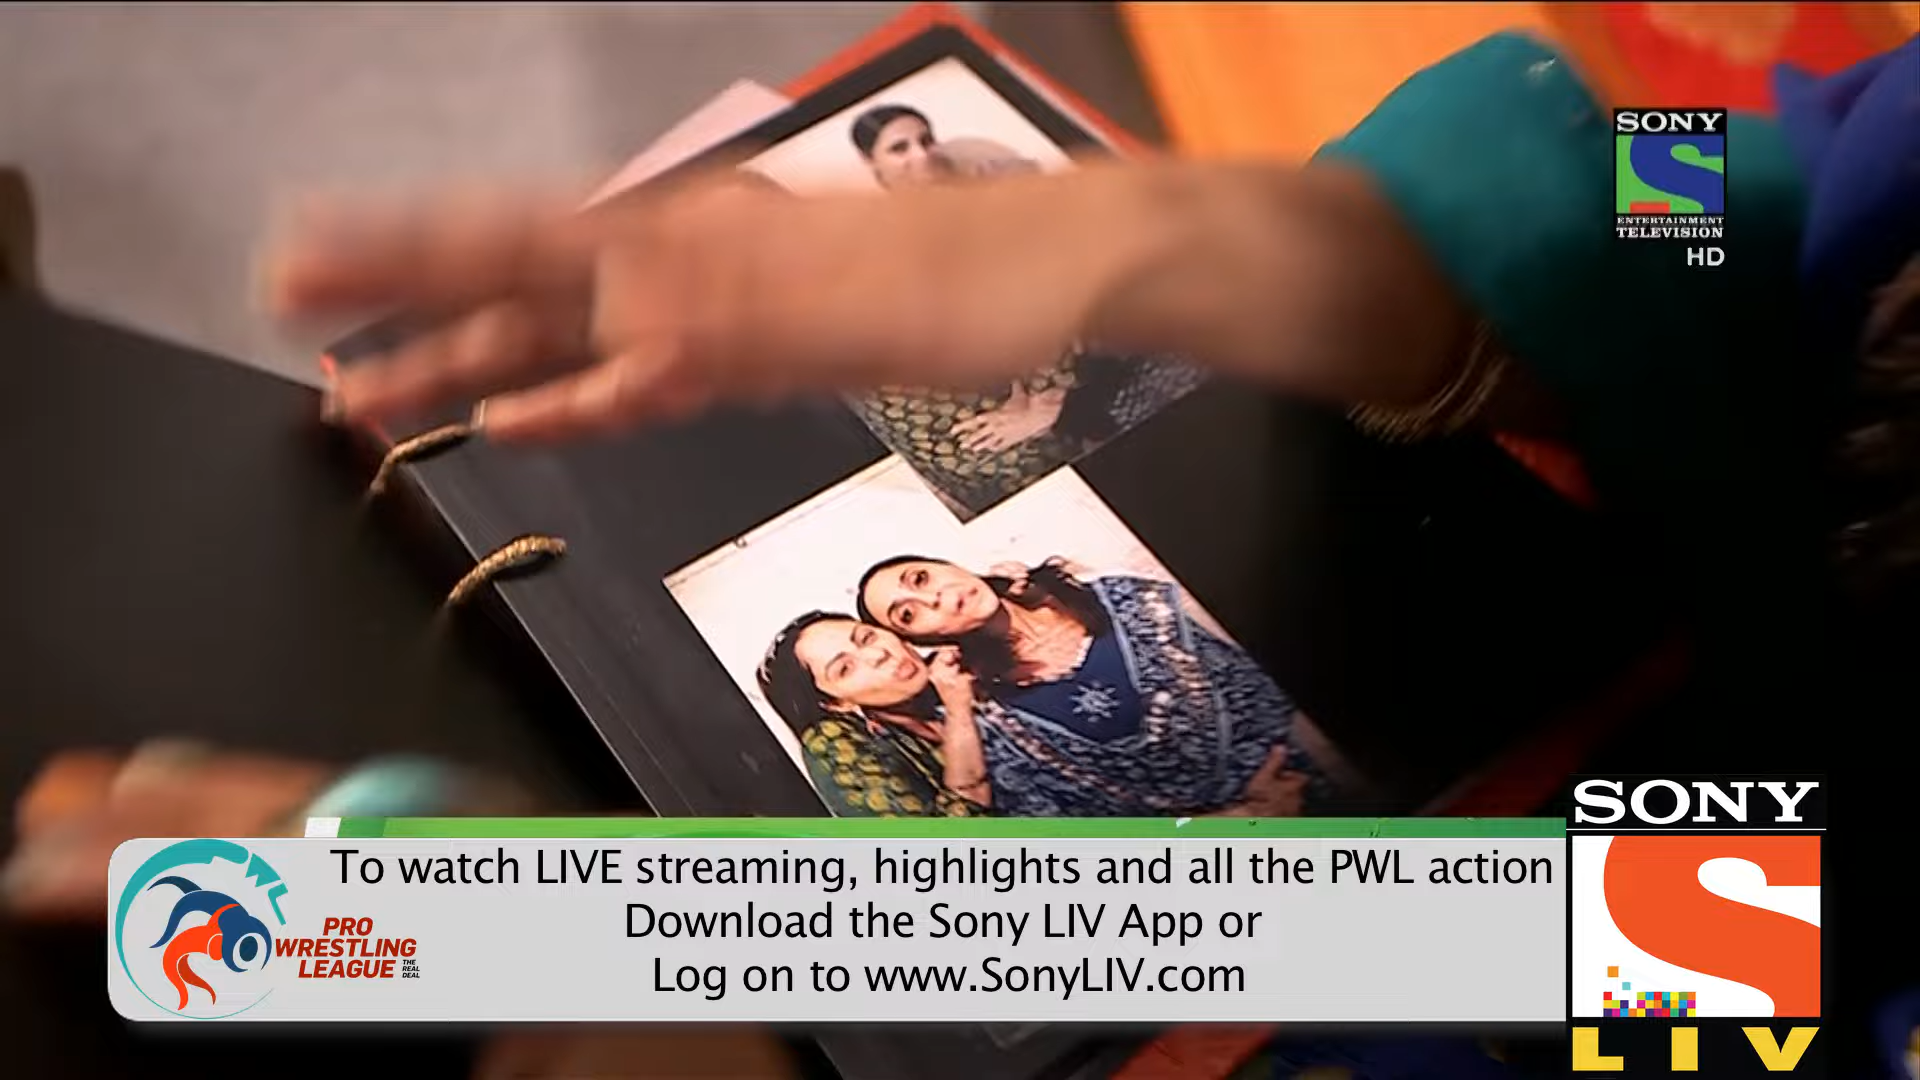 SONY
ENTERTAINMENT
TELEVISION
HD
To watch LIVE streaming, highlights and all the PWL action
Download the Sony LIV App or
Log on to www.SonyLIV.com
PRO
WRESTLING
LEAGUE THE REAL DEAL
SONY
LIV